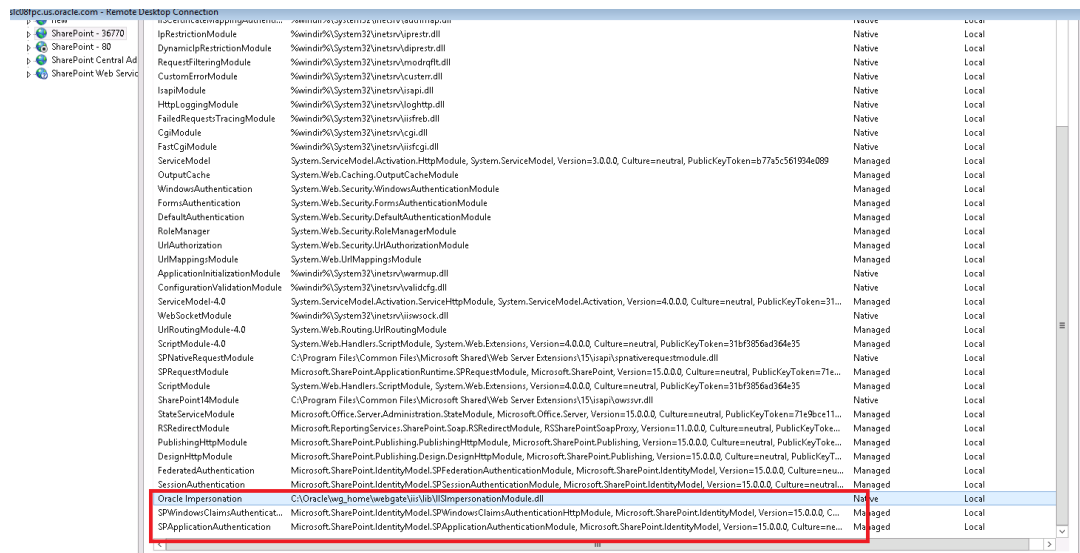 slc08fpc.us.oracle.com - Remote Desktop Connection
new
SharePoint - 36770
SharePoint - 80
SharePoint Central Ad
SharePoint Web Servic
IISCertificateMappingAuthenti... %windir%\System32\inetsrv\authmap.dll Native Local
IpRestrictionModule %windir%\System32\inetsrv\iprestr.dll Native Local
DynamicIpRestrictionModule %windir%\System32\inetsrv\diprestr.dll Native Local
RequestFilteringModule %windir%\System32\inetsrv\modrqflt.dll Native Local
CustomErrorModule %windir%\System32\inetsrv\custerr.dll Native Local
IsapiModule %windir%\System32\inetsrv\isapi.dll Native Local
HttpLoggingModule %windir%\System32\inetsrv\loghttp.dll Native Local
FailedRequestsTracingModule %windir%\System32\inetsrv\iisfreb.dll Native Local
CgiModule %windir%\System32\inetsrv\cgi.dll Native Local
FastCgiModule %windir%\System32\inetsrv\iisfcgi.dll Native Local
ServiceModel System.ServiceModel.Activation.HttpModule, System.ServiceModel, Version=3.0.0.0, Culture=neutral, PublicKeyToken=b77a5c561934e089 Managed Local
OutputCache System.Web.Caching.OutputCacheModule Managed Local
WindowsAuthentication System.Web.Security.WindowsAuthenticationModule Managed Local
FormsAuthentication System.Web.Security.FormsAuthenticationModule Managed Local
DefaultAuthentication System.Web.Security.DefaultAuthenticationModule Managed Local
RoleManager System.Web.Security.RoleManagerModule Managed Local
UrlAuthorization System.Web.Security.UrlAuthorizationModule Managed Local
UrlMappingsModule System.Web.UrlMappingsModule Managed Local
ApplicationInitializationModule %windir%\System32\inetsrv\warmup.dll Native Local
ConfigurationValidationModule %windir%\System32\inetsrv\validcfg.dll Native Local
ServiceModel-4.0 System.ServiceModel.Activation.ServiceHttpModule, System.ServiceModel.Activation, Version=4.0.0.0, Culture=neutral, PublicKeyToken=31... Managed Local
WebSocketModule %windir%\System32\inetsrv\iiswsock.dll Native Local
UrlRoutingModule-4.0 System.Web.Routing.UrlRoutingModule Managed Local
ScriptModule-4.0 System.Web.Handlers.ScriptModule, System.Web.Extensions, Version=4.0.0.0, Culture=neutral, PublicKeyToken=31bf3856ad364e35 Managed Local
SPNativeRequestModule C:\Program Files\Common Files\Microsoft Shared\Web Server Extensions\15\isapi\spnativerequestmodule.dll Native Local
SPRequestModule Microsoft.SharePoint.ApplicationRuntime.SPRequestModule, Microsoft.SharePoint, Version=15.0.0.0, Culture=neutral, PublicKeyToken=71e... Managed Local
ScriptModule System.Web.Handlers.ScriptModule, System.Web.Extensions, Version=4.0.0.0, Culture=neutral, PublicKeyToken=31bf3856ad364e35 Managed Local
SharePoint14Module C:\Program Files\Common Files\Microsoft Shared\Web Server Extensions\15\isapi\owssvr.dll Native Local
StateServiceModule Microsoft.Office.Server.Administration.StateModule, Microsoft.Office.Server, Version=15.0.0.0, Culture=neutral, PublicKeyToken=71e9bce11... Managed Local
RSRedirectModule Microsoft.ReportingServices.SharePoint.Soap.RSRedirectModule, RSSharePointSoapProxy, Version=11.0.0.0, Culture=neutral, PublicKeyToke... Managed Local
PublishingHttpModule Microsoft.SharePoint.Publishing.PublishingHttpModule, Microsoft.SharePoint.Publishing, Version=15.0.0.0, Culture=neutral, PublicKeyToke... Managed Local
DesignHttpModule Microsoft.SharePoint.Publishing.Design.DesignHttpModule, Microsoft.SharePoint.Publishing, Version=15.0.0.0, Culture=neutral, PublicKeyT... Managed Local
FederatedAuthentication Microsoft.SharePoint.IdentityModel.SPFederationAuthenticationModule, Microsoft.SharePoint.IdentityModel, Version=15.0.0.0, Culture=neu... Managed Local
SessionAuthentication Microsoft.SharePoint.IdentityModel.SPSessionAuthenticationModule, Microsoft.SharePoint.IdentityModel, Version=15.0.0.0, Culture=neutral... Managed Local
Oracle Impersonation C:\Oracle\wg_home\webgate\iis\lib\IISImpersonationModule.dll Native Local
SPWindowsClaimsAuthenticat... Microsoft.SharePoint.IdentityModel.SPWindowsClaimsAuthenticationHttpModule, Microsoft.SharePoint.IdentityModel, Version=15.0.0.0, C... Managed Local
SPApplicationAuthentication Microsoft.SharePoint.IdentityModel.SPApplicationAuthenticationModule, Microsoft.SharePoint.IdentityModel, Version=15.0.0.0, Culture=ne... Managed Local